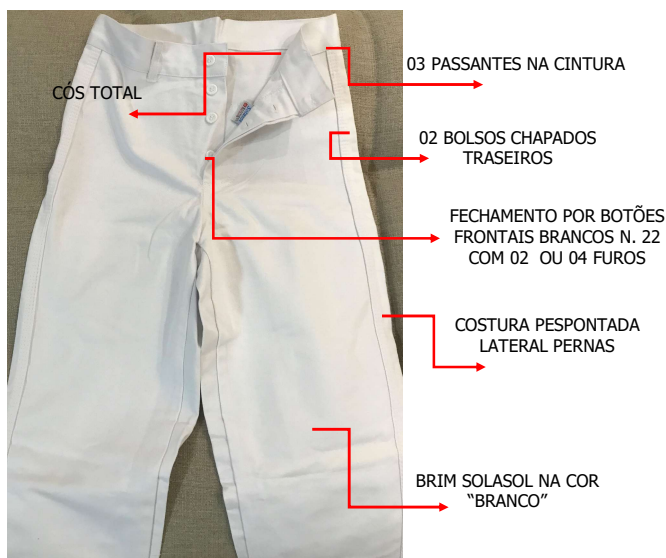 03 PASSANTES NA CINTURA
CÓS TOTAL
02 BOLSOS CHAPADOS
TRASEIROS
FECHAMENTO POR BOTÕES
FRONTAIS BRANCOS N. 22
COM 02 OU 04 FUROS
COSTURA PESPONTADA
LATERAL PERNAS
BRIM SOLASOL NA COR
“BRANCO”